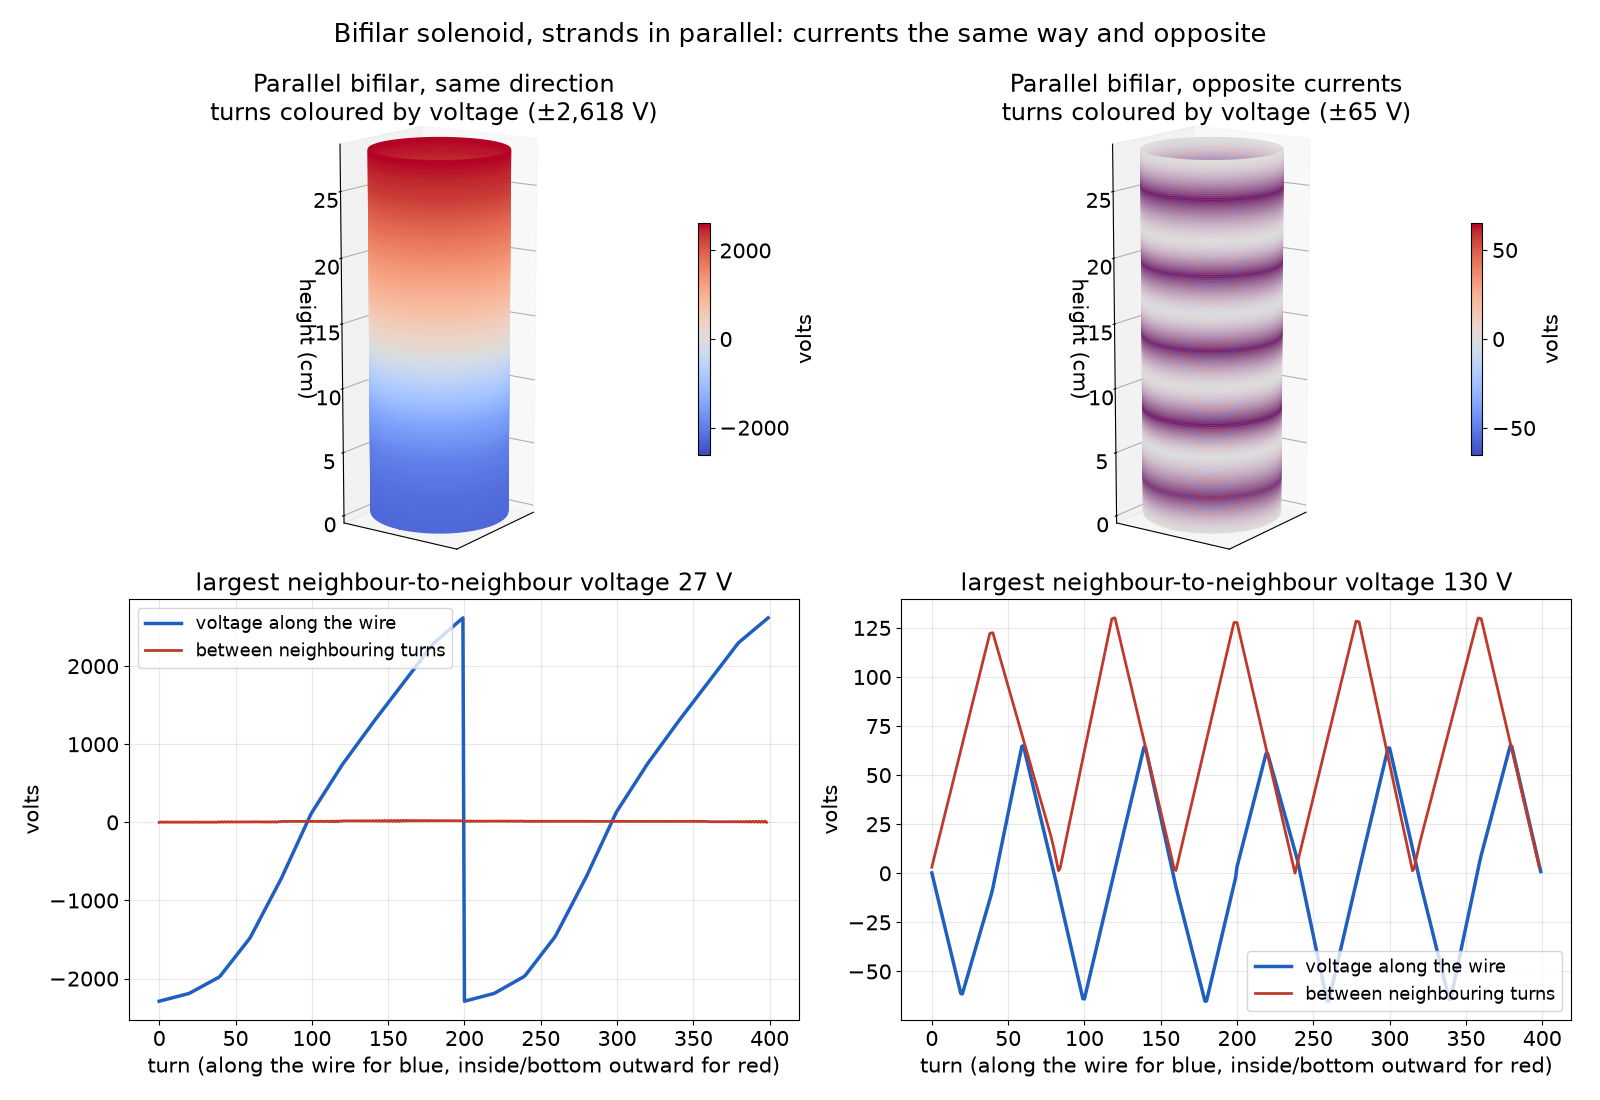 Bifilar solenoid, strands in parallel: currents the same way and opposite
Parallel bifilar, same direction
turns coloured by voltage (±2,618 V)
25
20
15
10
5
0
height (cm)
2000
0
−2000
volts
Parallel bifilar, opposite currents
turns coloured by voltage (±65 V)
25
20
15
10
5
0
height (cm)
50
0
−50
volts
largest neighbour-to-neighbour voltage 27 V
voltage along the wire
between neighbouring turns
2000
1000
0
−1000
−2000
volts
0 50 100 150 200 250 300 350 400
turn (along the wire for blue, inside/bottom outward for red)
largest neighbour-to-neighbour voltage 130 V
125
100
75
50
25
0
−25
−50
volts
voltage along the wire
between neighbouring turns
0 50 100 150 200 250 300 350 400
turn (along the wire for blue, inside/bottom outward for red)